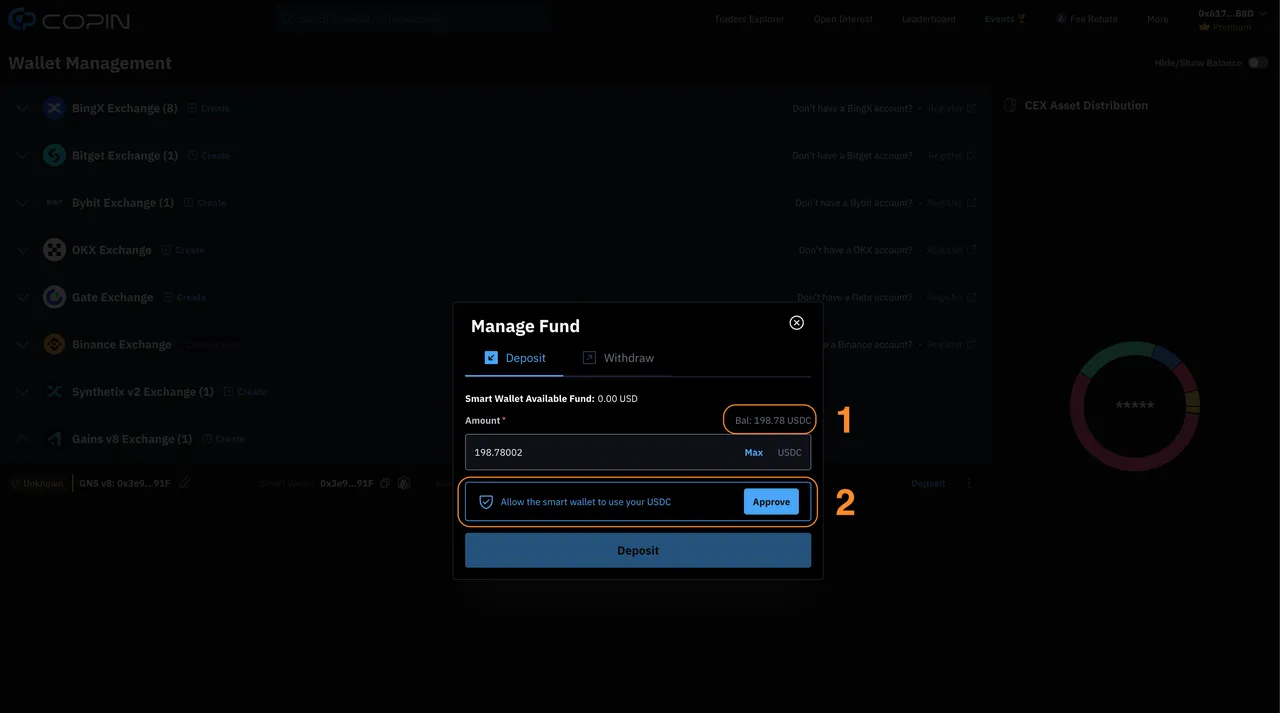 COPIN
Traders Explorer
Open Interest
Leaderboard
Events
Fee Rebate
More
0x617...B8D
Premium
Wallet Management
Hide/Show Balance
BingX Exchange (8) Create
Don't have a BingX account? • Register
CEX Asset Distribution
Bitget Exchange (1) Create
Don't have a Bitget account? • Register
Bybit Exchange (1) Create
Don't have a Bybit account? • Register
OKX Exchange Create
Don't have a OKX account? • Register
Gate Exchange Create
Don't have a Gate account? • Register
Binance Exchange
e a Binance account? • Register
Synthetix v2 Exchange (1) Create
Gains v8 Exchange (1) Create
Unknown GNS v8: 0x3e9...91F Smart Wallet: 0x3e9...91F Deposit
*****
Manage Fund
Deposit Withdraw
Smart Wallet Available Fund: 0.00 USD
Amount* Bal: 198.78 USDC 1
198.78002 Max USDC
Allow the smart wallet to use your USDC Approve 2
Deposit